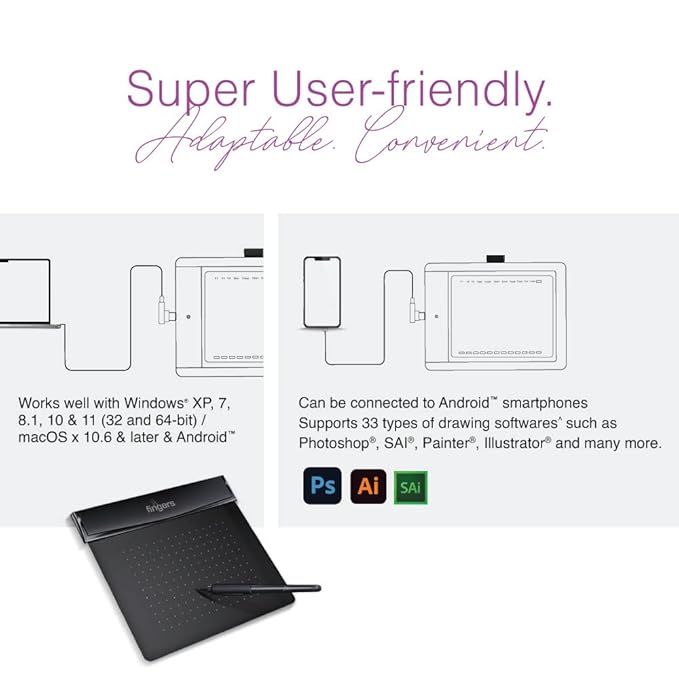 Super User-friendly.
Adaptable. Convenient.
Works well with Windows® XP, 7,
8.1, 10 & 11 (32 and 64-bit) /
macOS x 10.6 & later & Android™
Can be connected to Android™ smartphones
Supports 33 types of drawing softwares^ such as
Photoshop®, SAI®, Painter®, Illustrator® and many more.
Ps Ai SAi
fingers